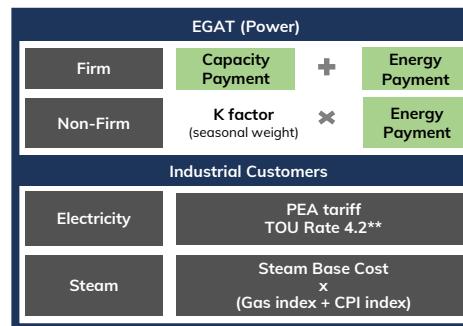 EGAT (Power)
Firm
Capacity
Payment
+
Energy
Payment
Non-Firm
K factor
(seasonal weight)
×
Energy
Payment
Industrial Customers
Electricity
PEA tariff
TOU Rate 4.2**
Steam
Steam Base Cost
x
(Gas index + CPI index)